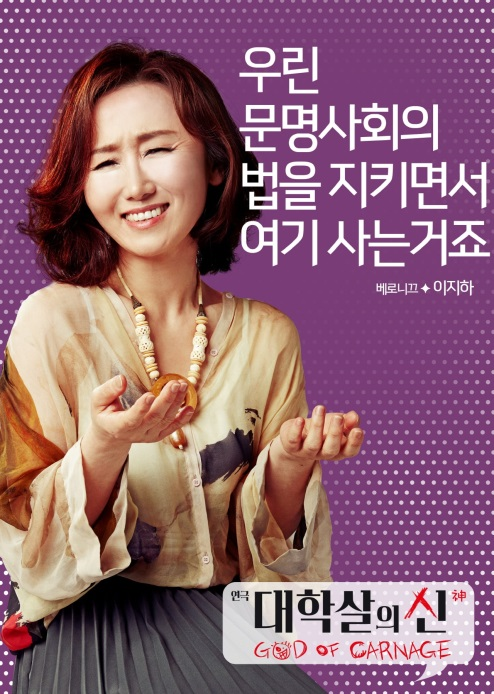 우린
문명사회의
법을 지키면서
여기 사는거죠
베로니끄 ✦ 이지하
연극 대학살의 신 神
GOD OF CARNAGE